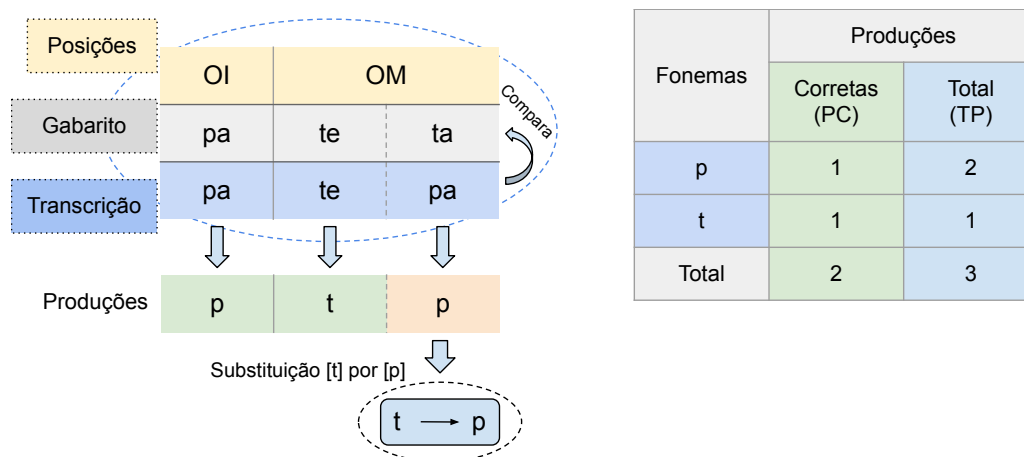 Posições
OI OM
Compara
Gabarito
pa te ta
Transcrição
pa te pa
Produções
p t p
Substituição [t] por [p]
t p
Fonemas
Produções
Corretas (PC)
Total (TP)
p 1 2
t 1 1
Total 2 3